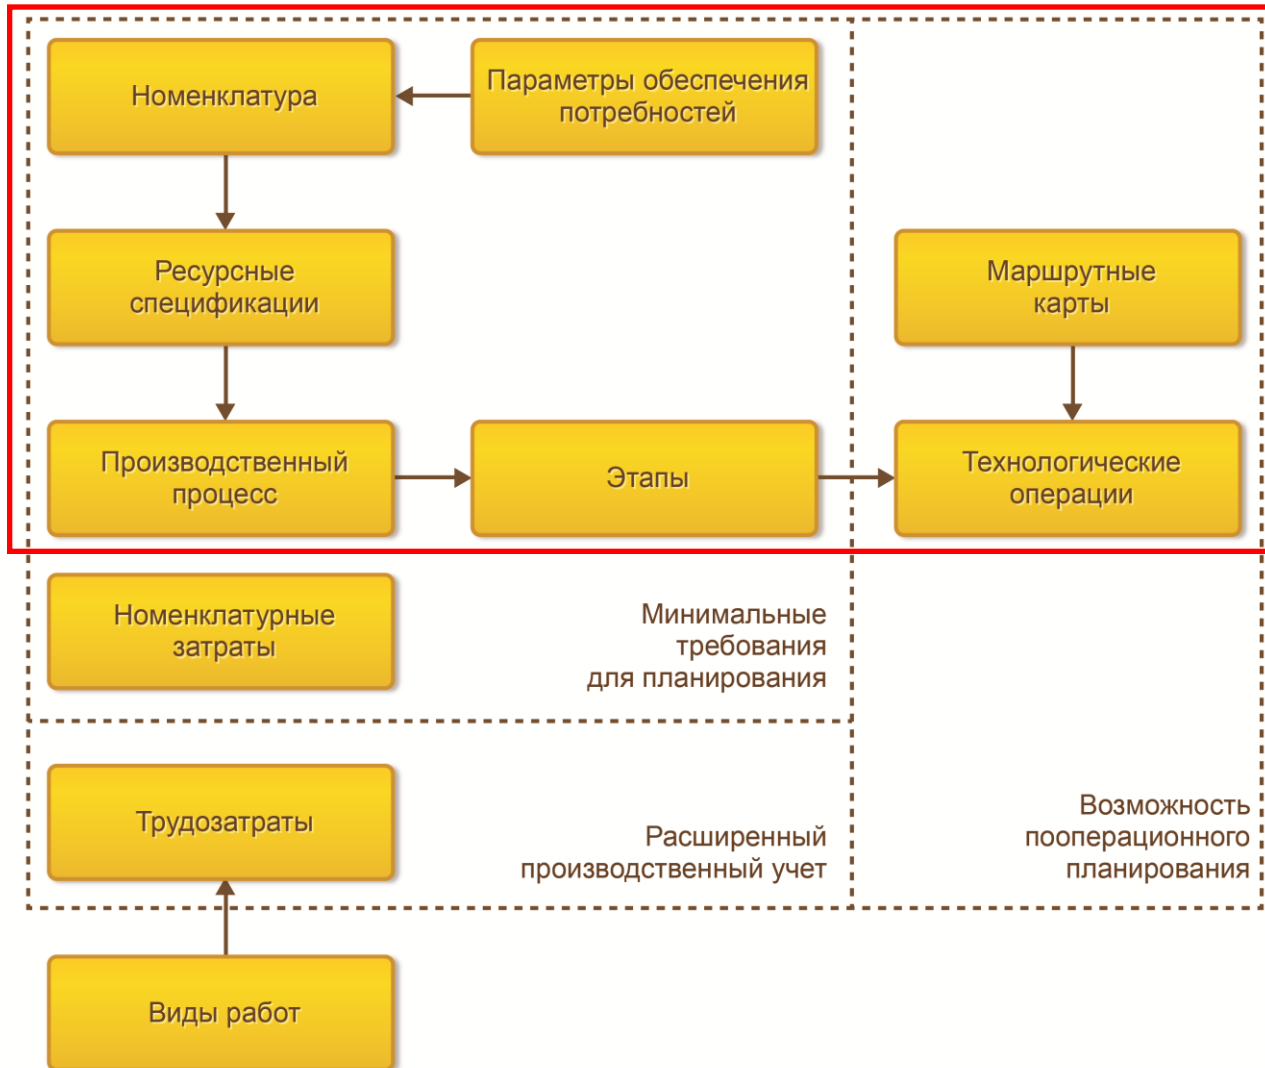 Номенклатура
Параметры обеспечения
потребностей
Ресурсные
спецификации
Маршрутные
карты
Производственный
процесс
Этапы
Технологические
операции
Номенклатурные
затраты
Минимальные
требования
для планирования
Трудозатраты
Расширенный
производственный учет
Возможность
пооперационного
планирования
Виды работ